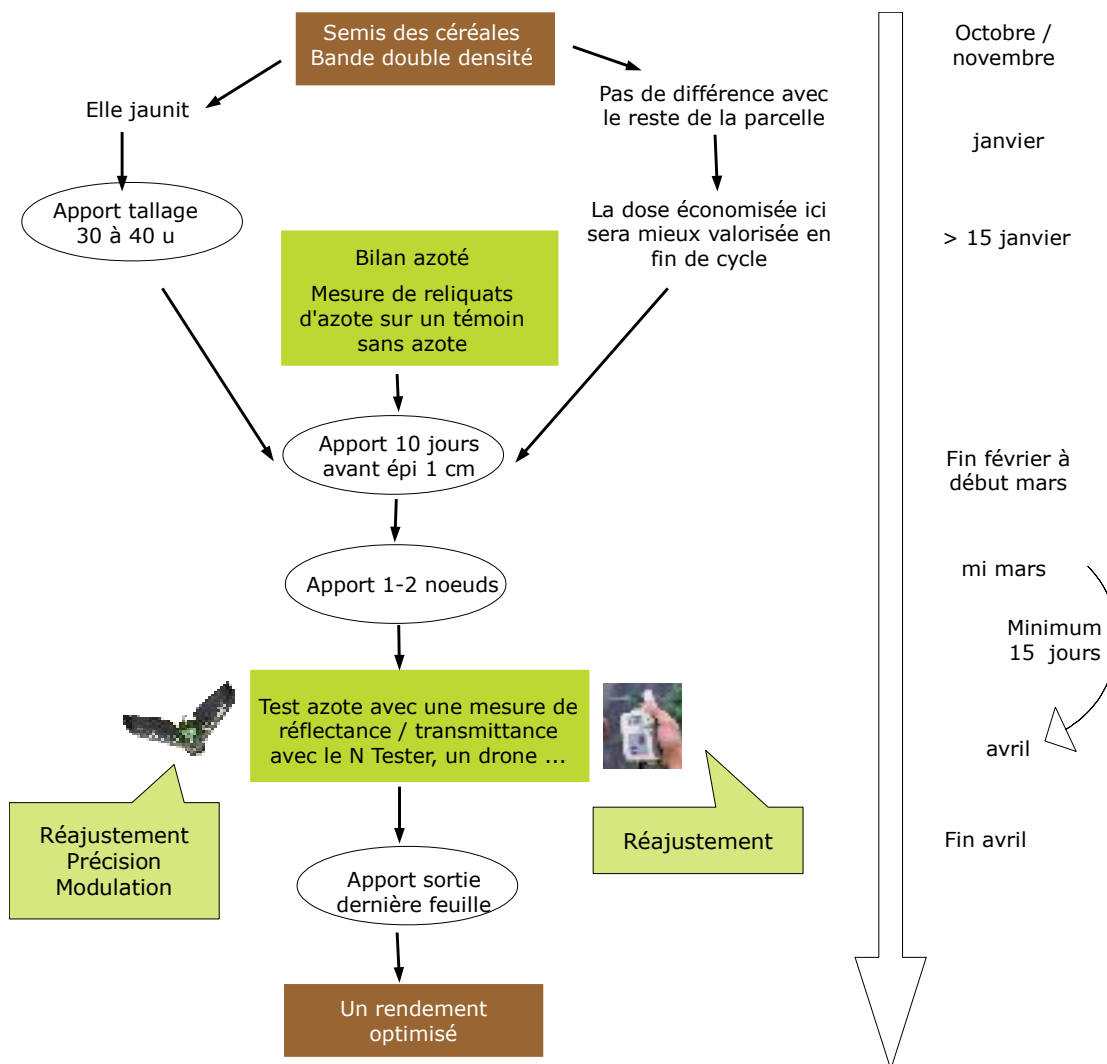 Semis des céréales
Bande double densité
Octobre /
novembre
Elle jaunit
Pas de différence avec
le reste de la parcelle
janvier
Apport tallage
30 à 40 u
La dose économisée ici
sera mieux valorisée en
fin de cycle
> 15 janvier
Bilan azoté
Mesure de reliquats
d'azote sur un témoin
sans azote
Apport 10 jours
avant épi 1 cm
Fin février à
début mars
Apport 1-2 noeuds
mi mars
Minimum
15 jours
Test azote avec une mesure de
réflectance / transmittance
avec le N Tester, un drone ...
avril
Réajustement
Précision
Modulation
Réajustement
Fin avril
Apport sortie
dernière feuille
Un rendement
optimisé